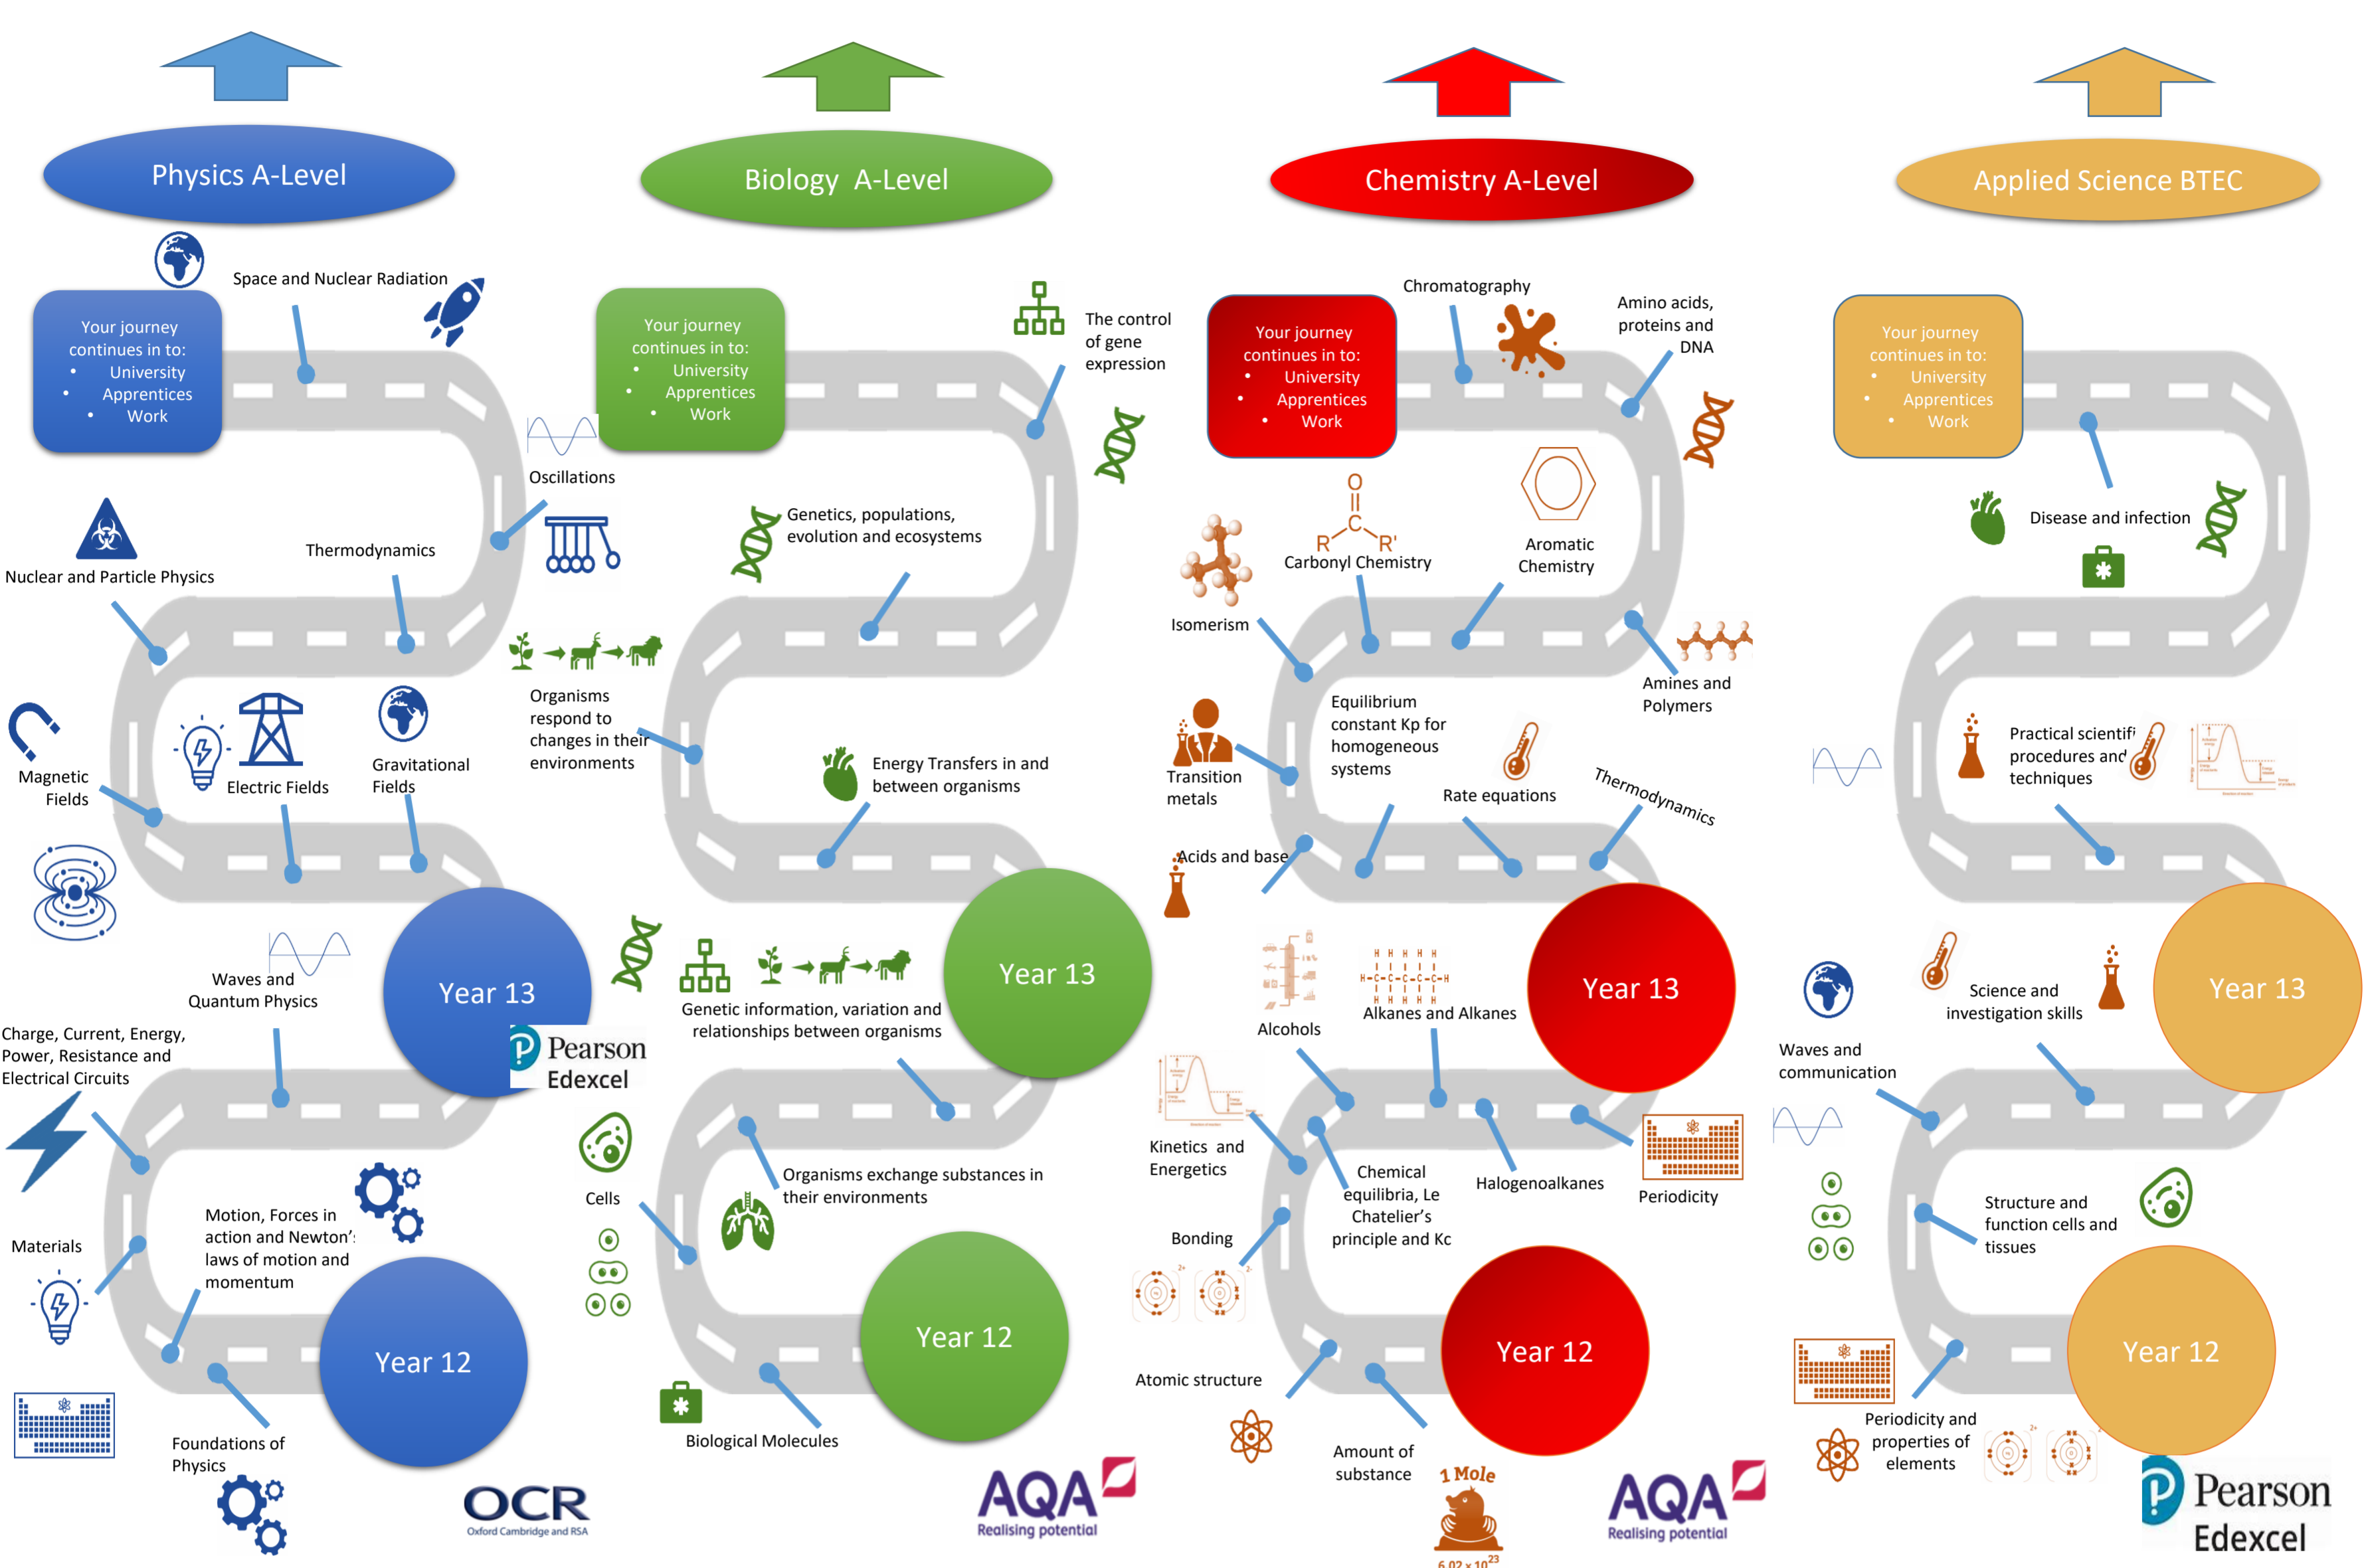 Physics A-Level
Space and Nuclear Radiation
Your journey
continues in to:
• University
• Apprentices
• Work
Oscillations
Thermodynamics
Nuclear and Particle Physics
Magnetic
Fields
Electric Fields
Gravitational
Fields
Year 13
Waves and
Quantum Physics
Pearson
Edexcel
Charge, Current, Energy,
Power, Resistance and
Electrical Circuits
Motion, Forces in
action and Newton's
laws of motion and
momentum
Materials
Year 12
Foundations of
Physics
OCR
Oxford Cambridge and RSA
Biology A-Level
Your journey
continues in to:
• University
• Apprentices
• Work
The control
of gene
expression
Genetics, populations,
evolution and ecosystems
Organisms
respond to
changes in their
environments
Energy Transfers in and
between organisms
Year 13
Genetic information, variation and
relationships between organisms
Organisms exchange substances in
their environments
Cells
Year 12
Biological Molecules
AQA
Realising potential
Chemistry A-Level
Your journey
continues in to:
• University
• Apprentices
• Work
Chromatography
Amino acids,
proteins and
DNA
O
C
R R'
Carbonyl Chemistry
Aromatic
Chemistry
Isomerism
Amines and
Polymers
Transition
metals
Equilibrium
constant Kp for
homogeneous
systems
Rate equations
Thermodynamics
Acids and base
Year 13
Alcohols
H H H H H
H-C-C-C-C-C-H
H H H H H
Alkanes and Alkanes
Kinetics and
Energetics
Chemical
equilibria, Le
Chatelier's
principle and Kc
Halogenoalkanes
Periodicity
Bonding
2+
2-
Year 12
Atomic structure
Amount of
substance
1 Mole
6.02 x 10²³
AQA
Realising potential
Applied Science BTEC
Your journey
continues in to:
• University
• Apprentices
• Work
Disease and infection
Practical scientifi
procedures and
techniques
Year 13
Science and
investigation skills
Waves and
communication
Structure and
function cells and
tissues
Year 12
Periodicity and
properties of
elements
2+
Pearson
Edexcel